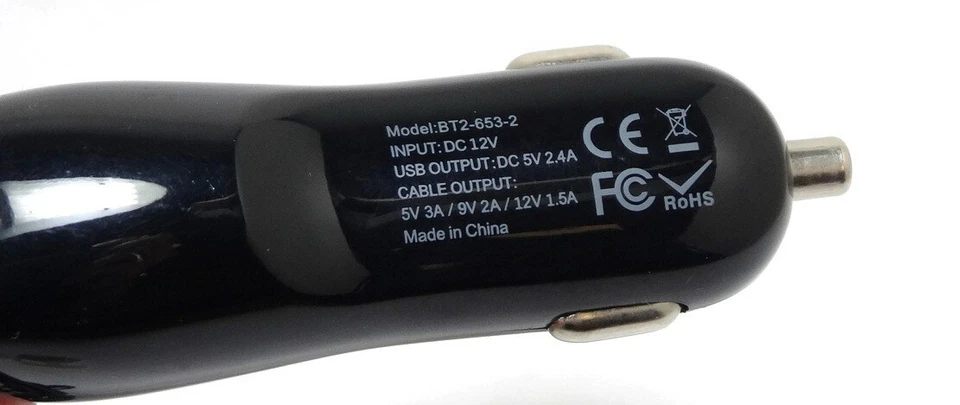 Model:BT2-653-2
INPUT: DC 12V
USB OUTPUT:DC 5V 2.4A
CABLE OUTPUT:
5V 3A / 9V 2A / 12V 1.5A
Made in China
CE
FC
RoHS